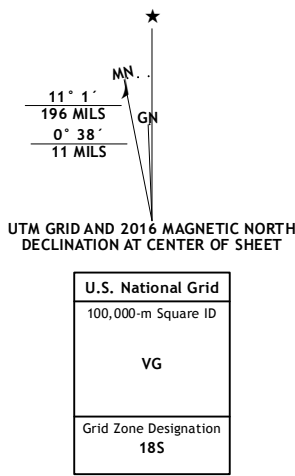 ★
MN
GN
11° 1´
196 MILS
0° 38´
11 MILS
UTM GRID AND 2016 MAGNETIC NORTH
DECLINATION AT CENTER OF SHEET
U.S. National Grid
100,000-m Square ID
VG
Grid Zone Designation
18S